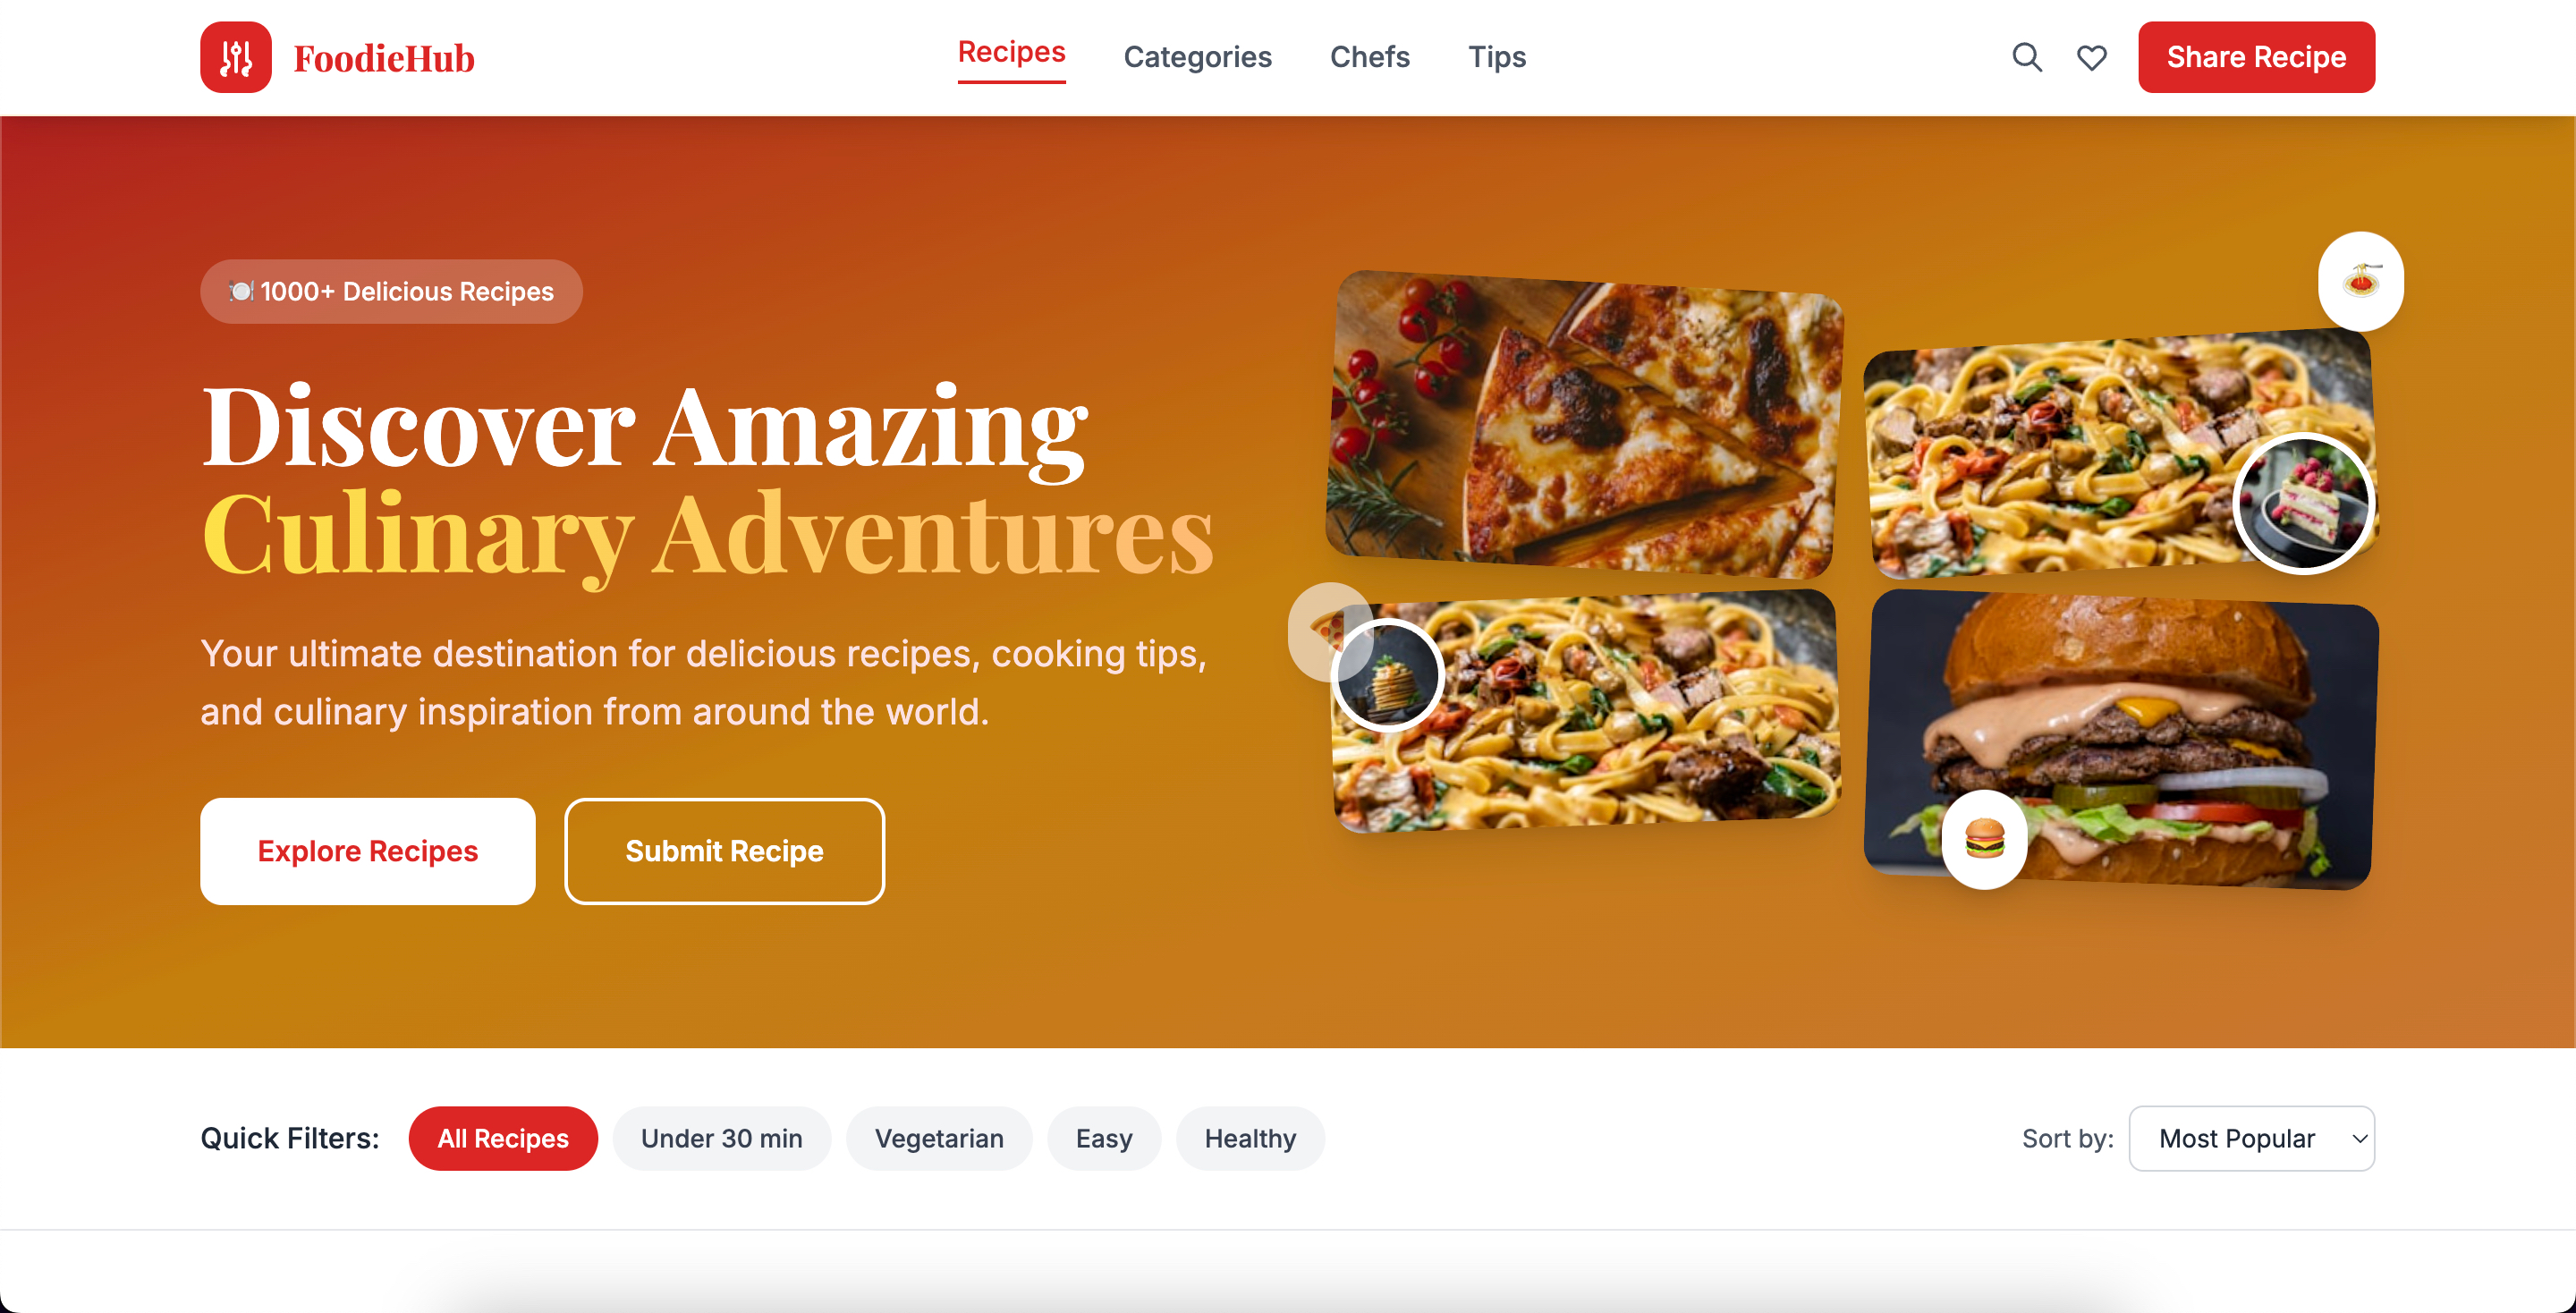 FoodieHub
Recipes
Categories
Chefs
Tips
Share Recipe
🍽️ 1000+ Delicious Recipes
Discover Amazing
Culinary Adventures
Your ultimate destination for delicious recipes, cooking tips,
and culinary inspiration from around the world.
Explore Recipes
Submit Recipe
Quick Filters:
All Recipes
Under 30 min
Vegetarian
Easy
Healthy
Sort by:
Most Popular